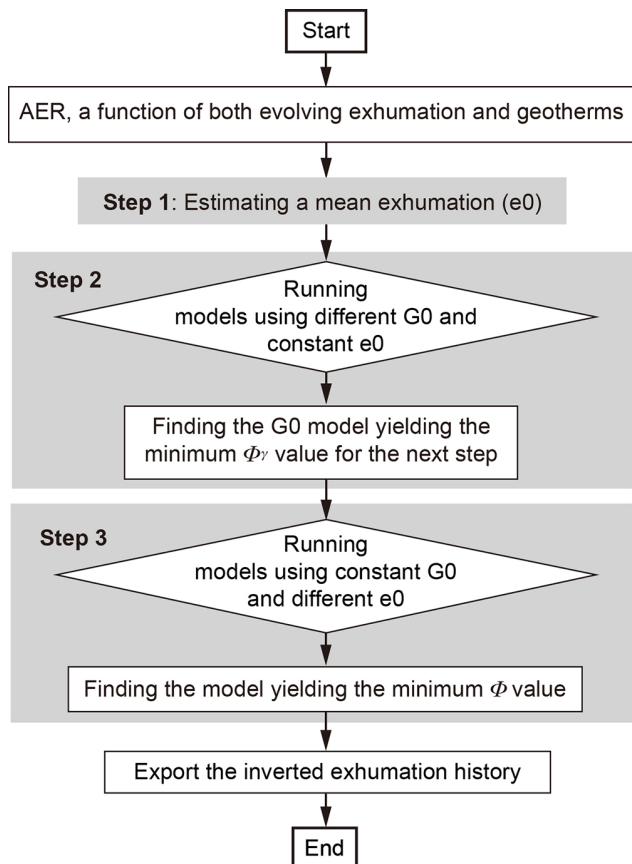 Start
AER, a function of both evolving exhumation and geotherms
Step 1: Estimating a mean exhumation (e0)
Step 2
Running
models using different G0 and
constant e0
Finding the G0 model yielding the
minimum Φγ value for the next step
Step 3
Running
models using constant G0
and different e0
Finding the model yielding the minimum Φ value
Export the inverted exhumation history
End